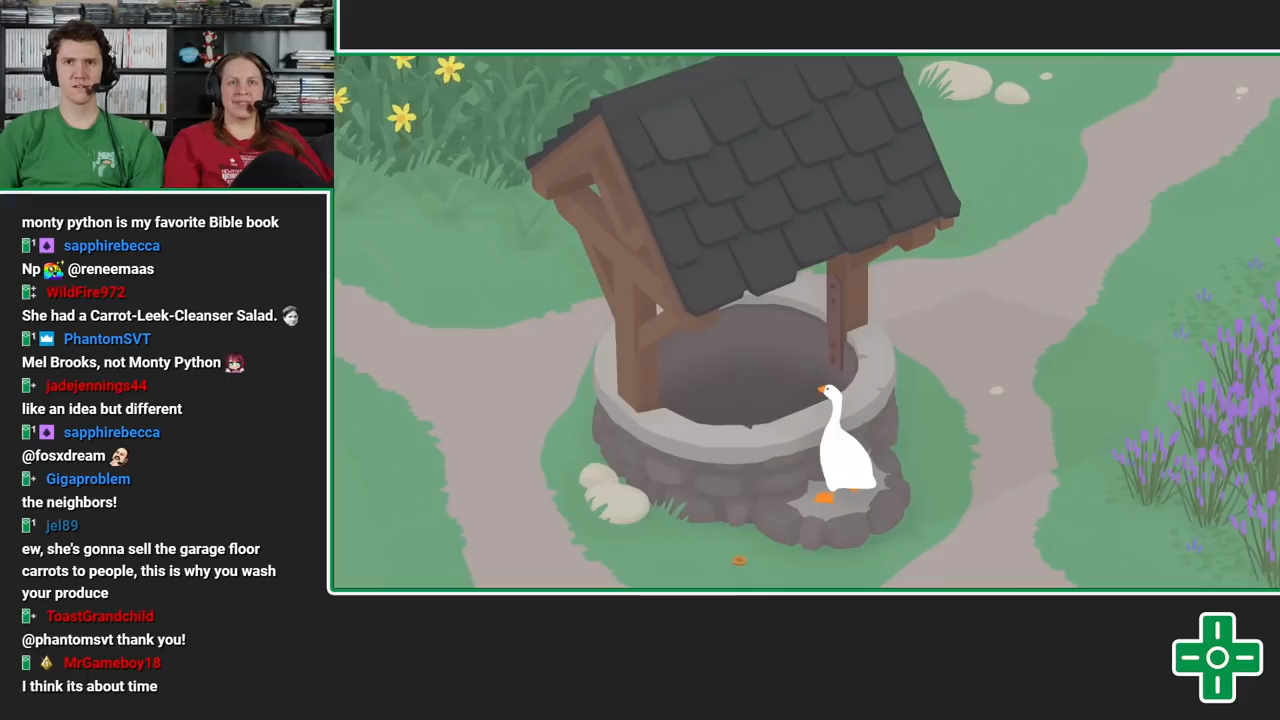 monty python is my favorite Bible book
sapphirebecca
Np @reneemaas
WildFire972
She had a Carrot-Leek-Cleanser Salad.
PhantomSVT
Mel Brooks, not Monty Python
jadejennings44
like an idea but different
sapphirebecca
@fosxdream
Gigaproblem
the neighbors!
jel89
ew, she's gonna sell the garage floor
carrots to people, this is why you wash
your produce
ToastGrandchild
@phantomsvt thank you!
MrGameboy18
I think its about time